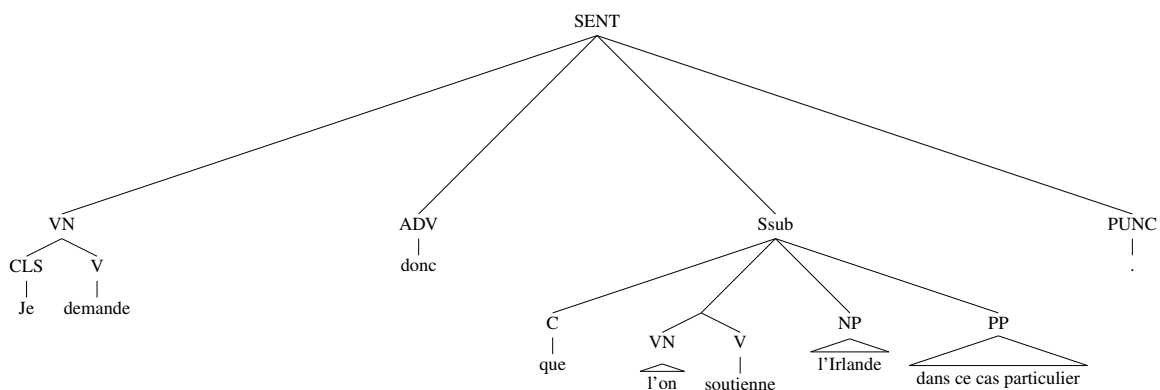 SENT
VN ADV Ssub PUNC
CLS V donc .
Je demande C VN V NP PP
que l'on soutienne l'Irlande dans ce cas particulier